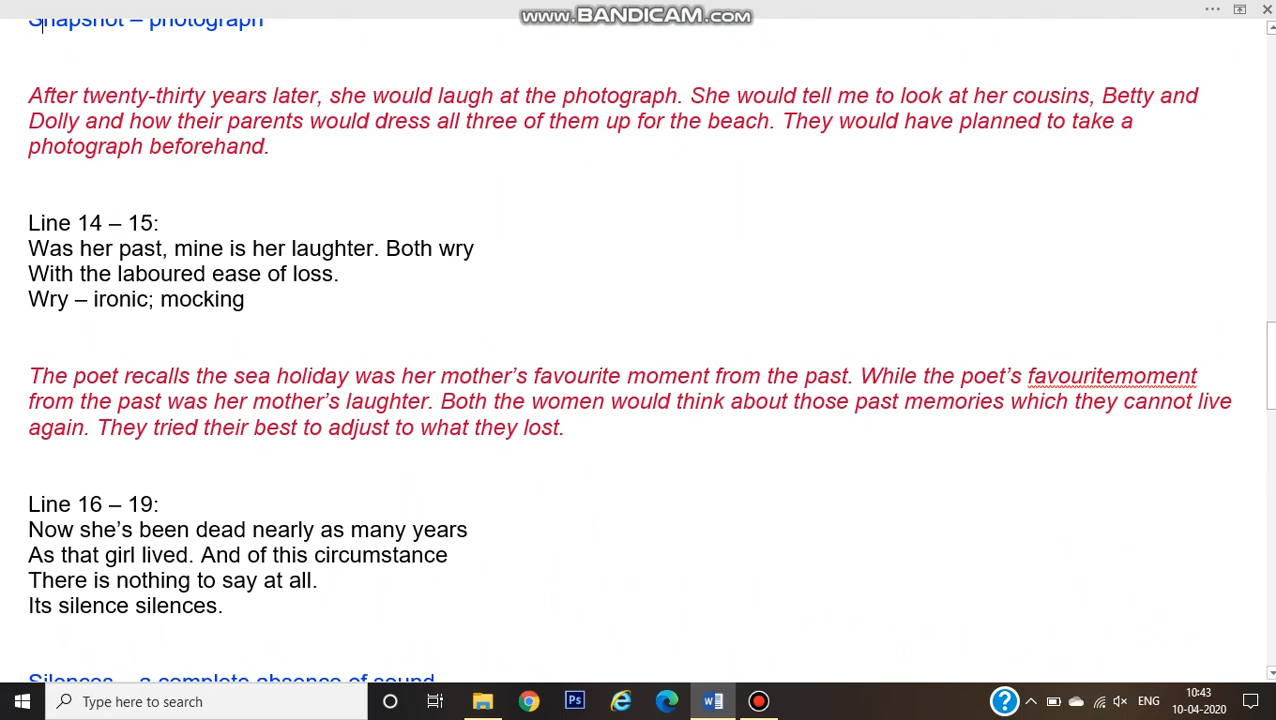 www.BANDICAM.com
Snapshot – photograph
After twenty-thirty years later, she would laugh at the photograph. She would tell me to look at her cousins, Betty and
Dolly and how their parents would dress all three of them up for the beach. They would have planned to take a
photograph beforehand.
Line 14 – 15:
Was her past, mine is her laughter. Both wry
With the laboured ease of loss.
Wry – ironic; mocking
The poet recalls the sea holiday was her mother’s favourite moment from the past. While the poet’s favouritemoment
from the past was her mother’s laughter. Both the women would think about those past memories which they cannot live
again. They tried their best to adjust to what they lost.
Line 16 – 19:
Now she’s been dead nearly as many years
As that girl lived. And of this circumstance
There is nothing to say at all.
Its silence silences.
Silences – a complete absence of sound
Type here to search
Ps
ENG
10:43
10-04-2020